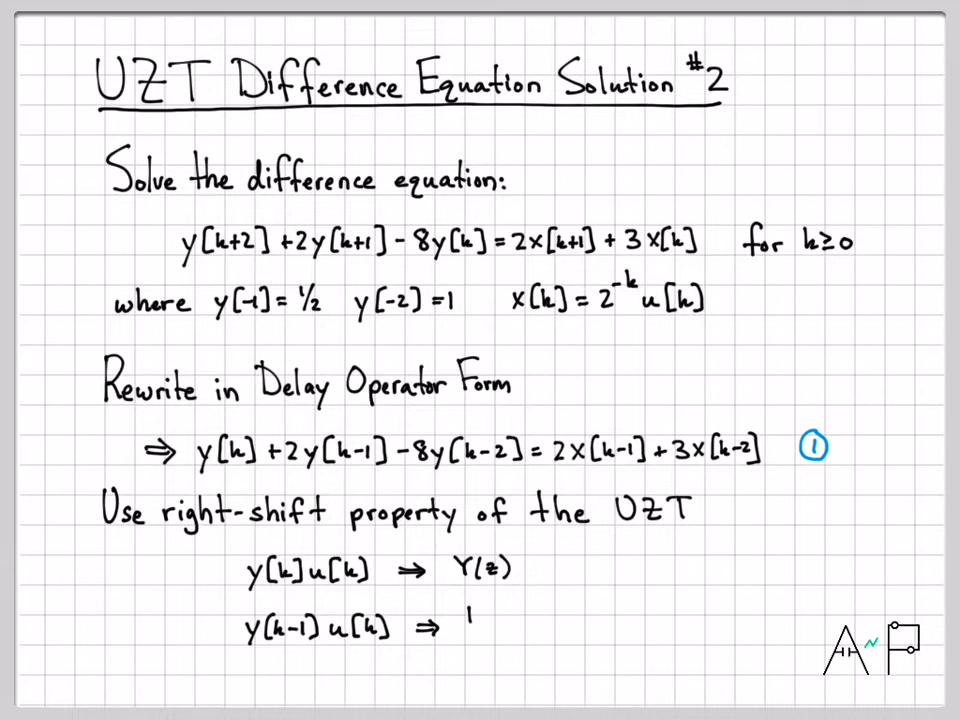 UZT Difference Equation Solution #2
Solve the difference equation:
y[k+2] + 2y[k+1] - 8y[k] = 2x[k+1] + 3x[k] for k≥0
where y[-1] = 1/2 y[-2] = 1 x[k] = 2^-k u[k]
Rewrite in Delay Operator Form
⇒ y[k] + 2y[k-1] - 8y[k-2] = 2x[k-1] + 3x[k-2] ①
Use right-shift property of the UZT
y[k]u[k] ⇒ Y(z)
y[k-1]u[k] ⇒ 1